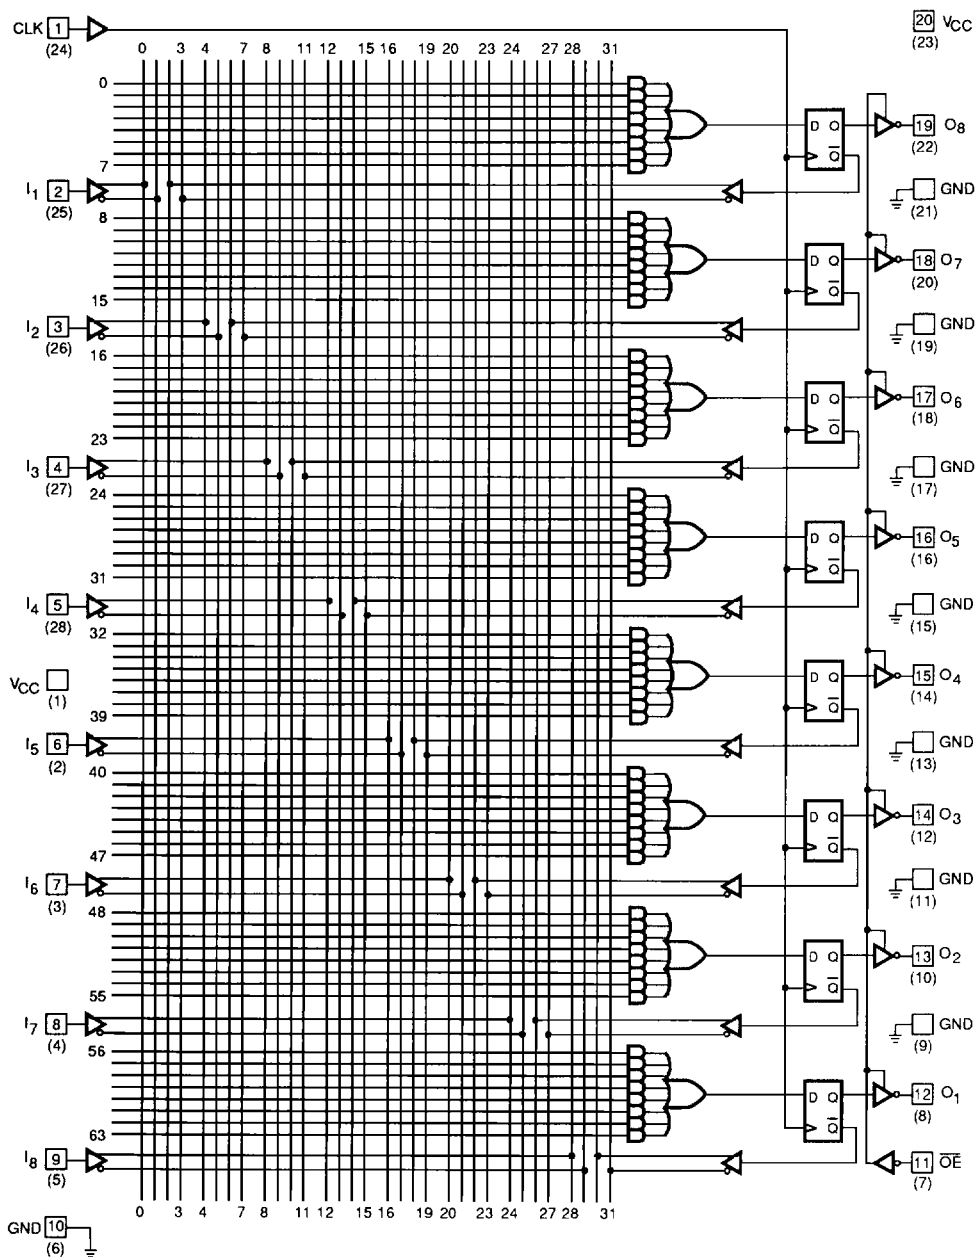 CLK 1 (24)
20 VCC (23)
0 3 4 7 8 11 12 15 16 19 20 23 24 27 28 31
0
7
D Q Q̅
19 O8 (22)
I1 2 (25)
GND (21)
8
15
D Q Q̅
18 O7 (20)
I2 3 (26)
GND (19)
16
23
D Q Q̅
17 O6 (18)
I3 4 (27)
GND (17)
24
31
D Q Q̅
16 O5 (16)
I4 5 (28)
GND (15)
32
39
VCC (1)
D Q Q̅
15 O4 (14)
I5 6 (2)
GND (13)
40
47
D Q Q̅
14 O3 (12)
I6 7 (3)
GND (11)
48
55
D Q Q̅
13 O2 (10)
I7 8 (4)
GND (9)
56
63
D Q Q̅
12 O1 (8)
I8 9 (5)
11 O̅E̅ (7)
0 3 4 7 8 11 12 15 16 19 20 23 24 27 28 31
GND 10 (6)